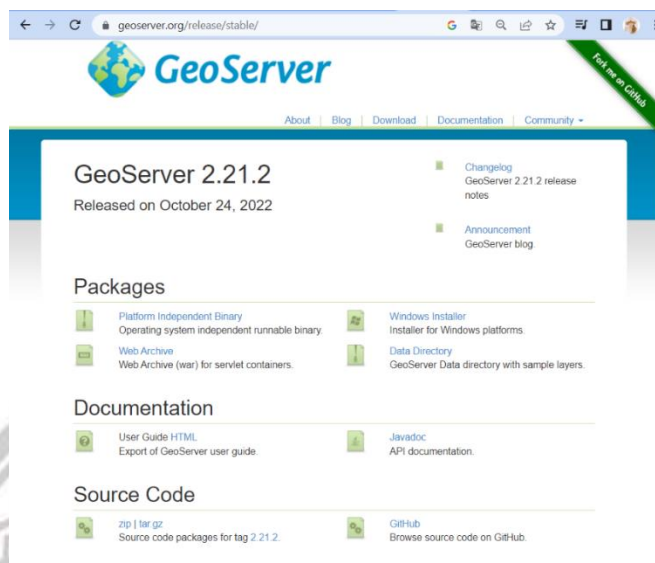 geoserver.org/release/stable/
GeoServer
Fork me on GitHub
About | Blog | Download | Documentation | Community
GeoServer 2.21.2
Released on October 24, 2022
Changelog
GeoServer 2.21.2 release
notes
Announcement
GeoServer blog.
Packages
Platform Independent Binary
Operating system independent runnable binary.
Windows Installer
Installer for Windows platforms.
Web Archive
Web Archive (war) for servlet containers.
Data Directory
GeoServer Data directory with sample layers.
Documentation
User Guide HTML
Export of GeoServer user guide.
Javadoc
API documentation.
Source Code
zip | tar.gz
Source code packages for tag 2.21.2.
GitHub
Browse source code on GitHub.